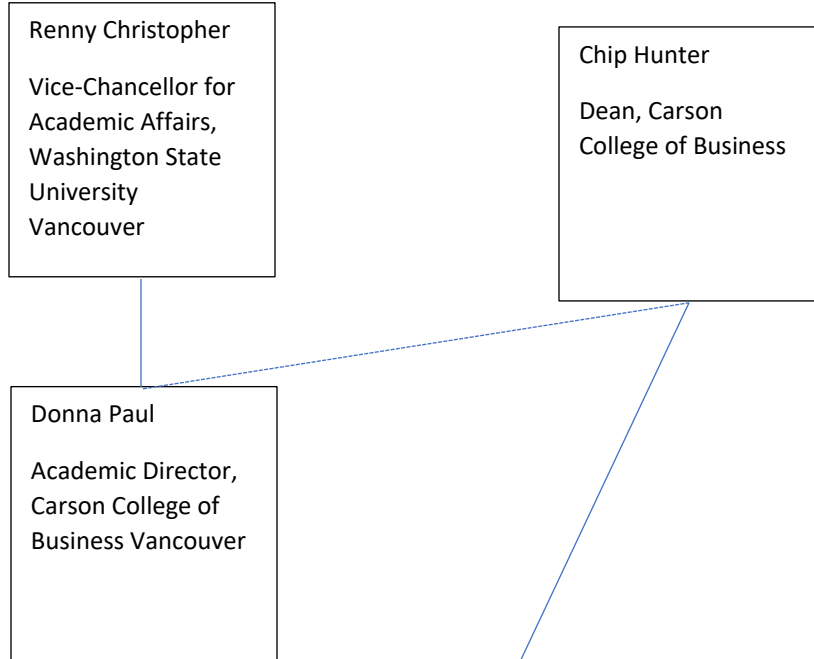 Renny Christopher
Vice-Chancellor for
Academic Affairs,
Washington State
University
Vancouver
Chip Hunter
Dean, Carson
College of Business
Donna Paul
Academic Director,
Carson College of
Business Vancouver